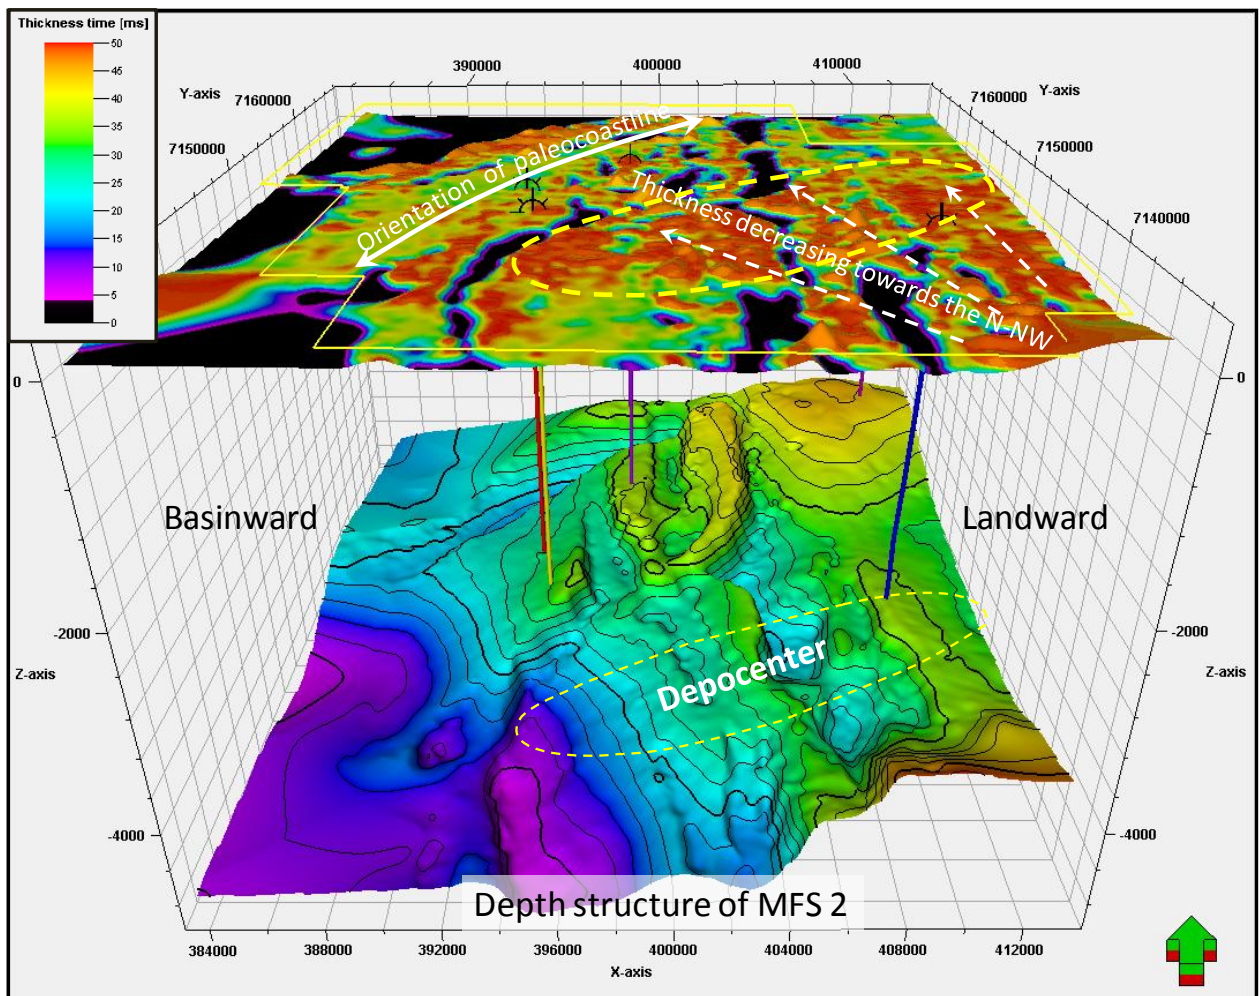 Thickness time [ms]
50
45
40
35
30
25
20
15
10
5
0
390000
400000
410000
Y-axis
7160000
7150000
7160000
Y-axis
7150000
7140000
Orientation of paleocoastline
Thickness decreasing towards the N-NW
0
0
Basinward
Landward
-2000
-2000
Z-axis
Z-axis
Depocenter
-4000
-4000
Depth structure of MFS 2
384000
388000
392000
396000
400000
404000
408000
412000
X-axis